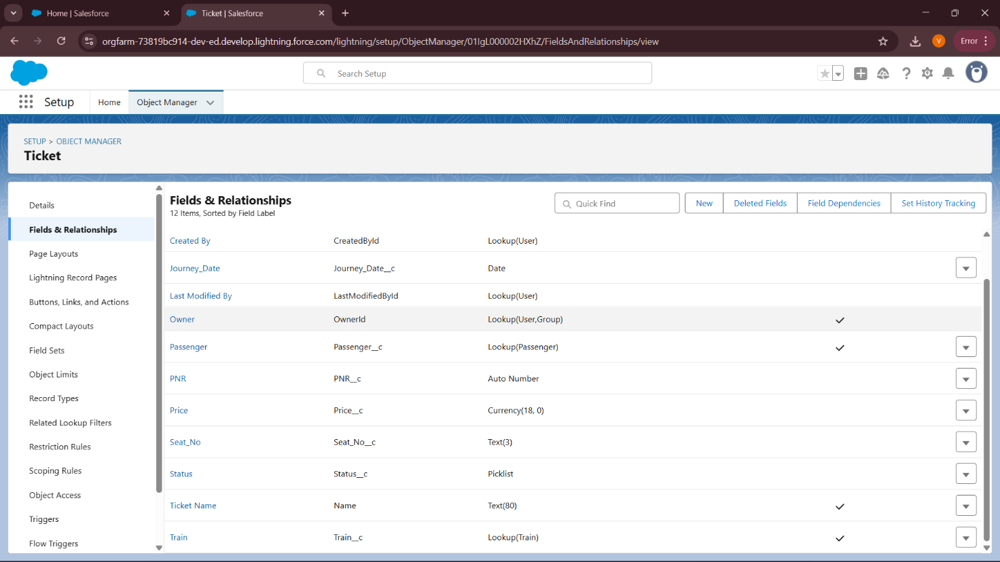 Home | Salesforce
Ticket | Salesforce
orgfarm-73819bc914-dev-ed.develop.lightning.force.com/lightning/setup/ObjectManager/01IgL000002HXhZ/FieldsAndRelationships/view
V
Error
Search Setup
Setup
Home
Object Manager
SETUP > OBJECT MANAGER
Ticket
Details
Fields & Relationships
Page Layouts
Lightning Record Pages
Buttons, Links, and Actions
Compact Layouts
Field Sets
Object Limits
Record Types
Related Lookup Filters
Restriction Rules
Scoping Rules
Object Access
Triggers
Flow Triggers
Fields & Relationships
12 Items, Sorted by Field Label
Quick Find
New
Deleted Fields
Field Dependencies
Set History Tracking
Created By CreatedById Lookup(User)
Journey_Date Journey_Date__c Date
Last Modified By LastModifiedById Lookup(User)
Owner OwnerId Lookup(User,Group)
Passenger Passenger__c Lookup(Passenger)
PNR PNR__c Auto Number
Price Price__c Currency(18, 0)
Seat_No Seat_No__c Text(3)
Status Status__c Picklist
Ticket Name Name Text(80)
Train Train__c Lookup(Train)